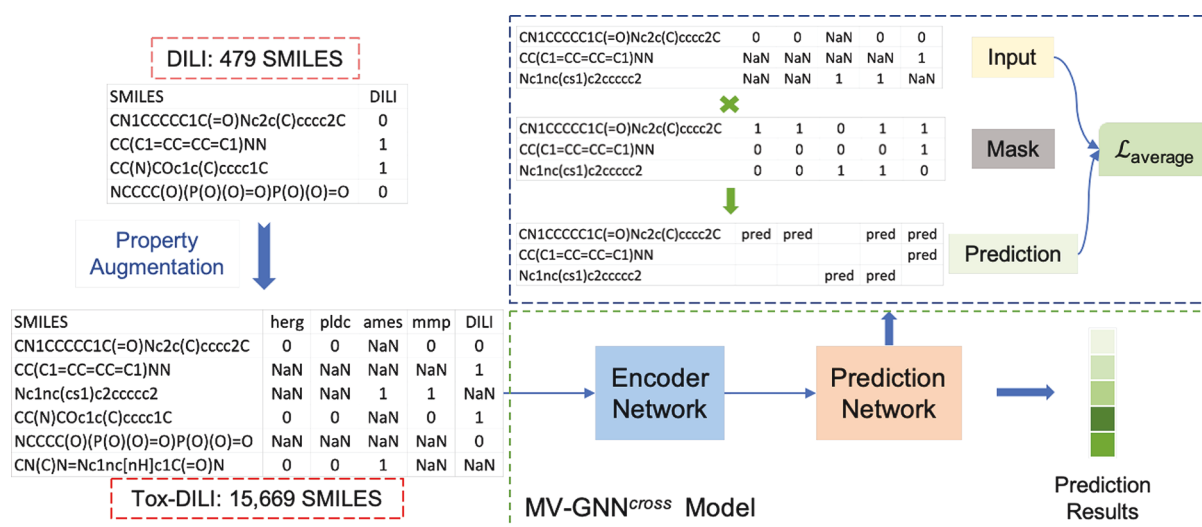 DILI: 479 SMILES
SMILES DILI
CN1CCCCC1C(=O)Nc2c(C)cccc2C 0
CC(C1=CC=CC=C1)NN 1
CC(N)COc1c(C)cccc1C 1
NCCCC(O)(P(O)(O)=O)P(O)(O)=O 0
Property
Augmentation
SMILES herg pldc ames mmp DILI
CN1CCCCC1C(=O)Nc2c(C)cccc2C 0 0 NaN 0 0
CC(C1=CC=CC=C1)NN NaN NaN NaN NaN 1
Nc1nc(cs1)c2ccccc2 NaN NaN 1 1 NaN
CC(N)COc1c(C)cccc1C 0 0 NaN 0 1
NCCCC(O)(P(O)(O)=O)P(O)(O)=O NaN NaN NaN NaN 0
CN(C)N=Nc1nc[nH]c1C(=O)N 0 0 1 NaN NaN
Tox-DILI: 15,669 SMILES
CN1CCCCC1C(=O)Nc2c(C)cccc2C 0 0 NaN 0 0
CC(C1=CC=CC=C1)NN NaN NaN NaN NaN 1
Nc1nc(cs1)c2ccccc2 NaN NaN 1 1 NaN
CN1CCCCC1C(=O)Nc2c(C)cccc2C 1 1 0 1 1
CC(C1=CC=CC=C1)NN 0 0 0 0 1
Nc1nc(cs1)c2ccccc2 0 0 1 1 0
CN1CCCCC1C(=O)Nc2c(C)cccc2C pred pred pred pred
CC(C1=CC=CC=C1)NN pred
Nc1nc(cs1)c2ccccc2 pred pred
Input
Mask
Prediction
ℒaverage
Encoder
Network
Prediction
Network
Prediction
Results
MV-GNNcross Model